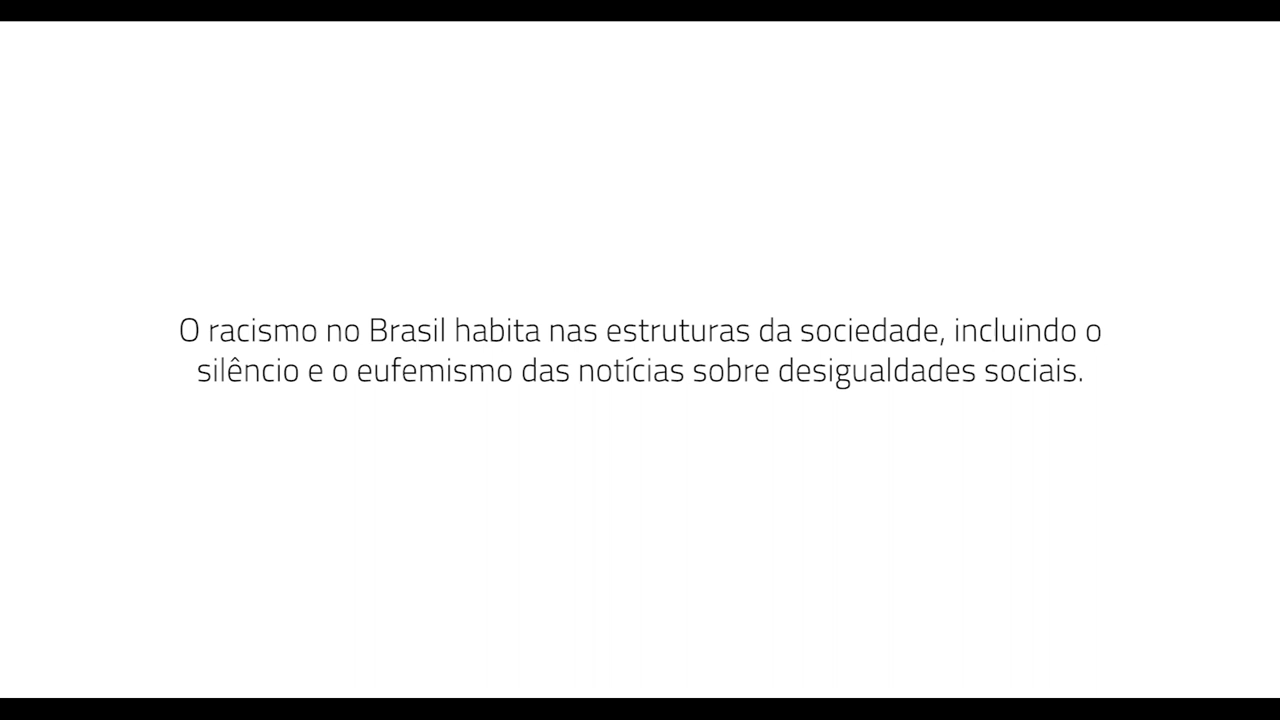 O racismo no Brasil habita nas estruturas da sociedade, incluindo o
silêncio e o eufemismo das notícias sobre desigualdades sociais.